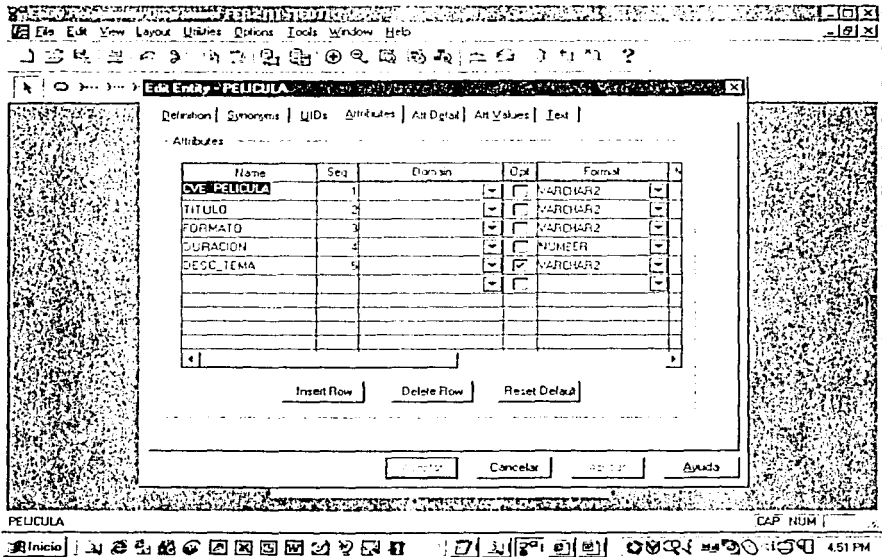 File Edit View Layout Utilities Options Tools Window Help
Edit Entity - PELICULA
Definition Synonyms UIDs Attributes Att Detail Att Values Text
Attributes
Name Seq Domain Opt Format
CVE_PELICULA 1 VARCHAR2
TITULO 2 VARCHAR2
FORMATO 3 VARCHAR2
DURACION 4 NUMBER
DESC_TEMA 5 VARCHAR2
Insert Row Delete Row Reset Default
Cancelar Ayuda
PELICULA CAP NUM
Inicio 4:51 PM